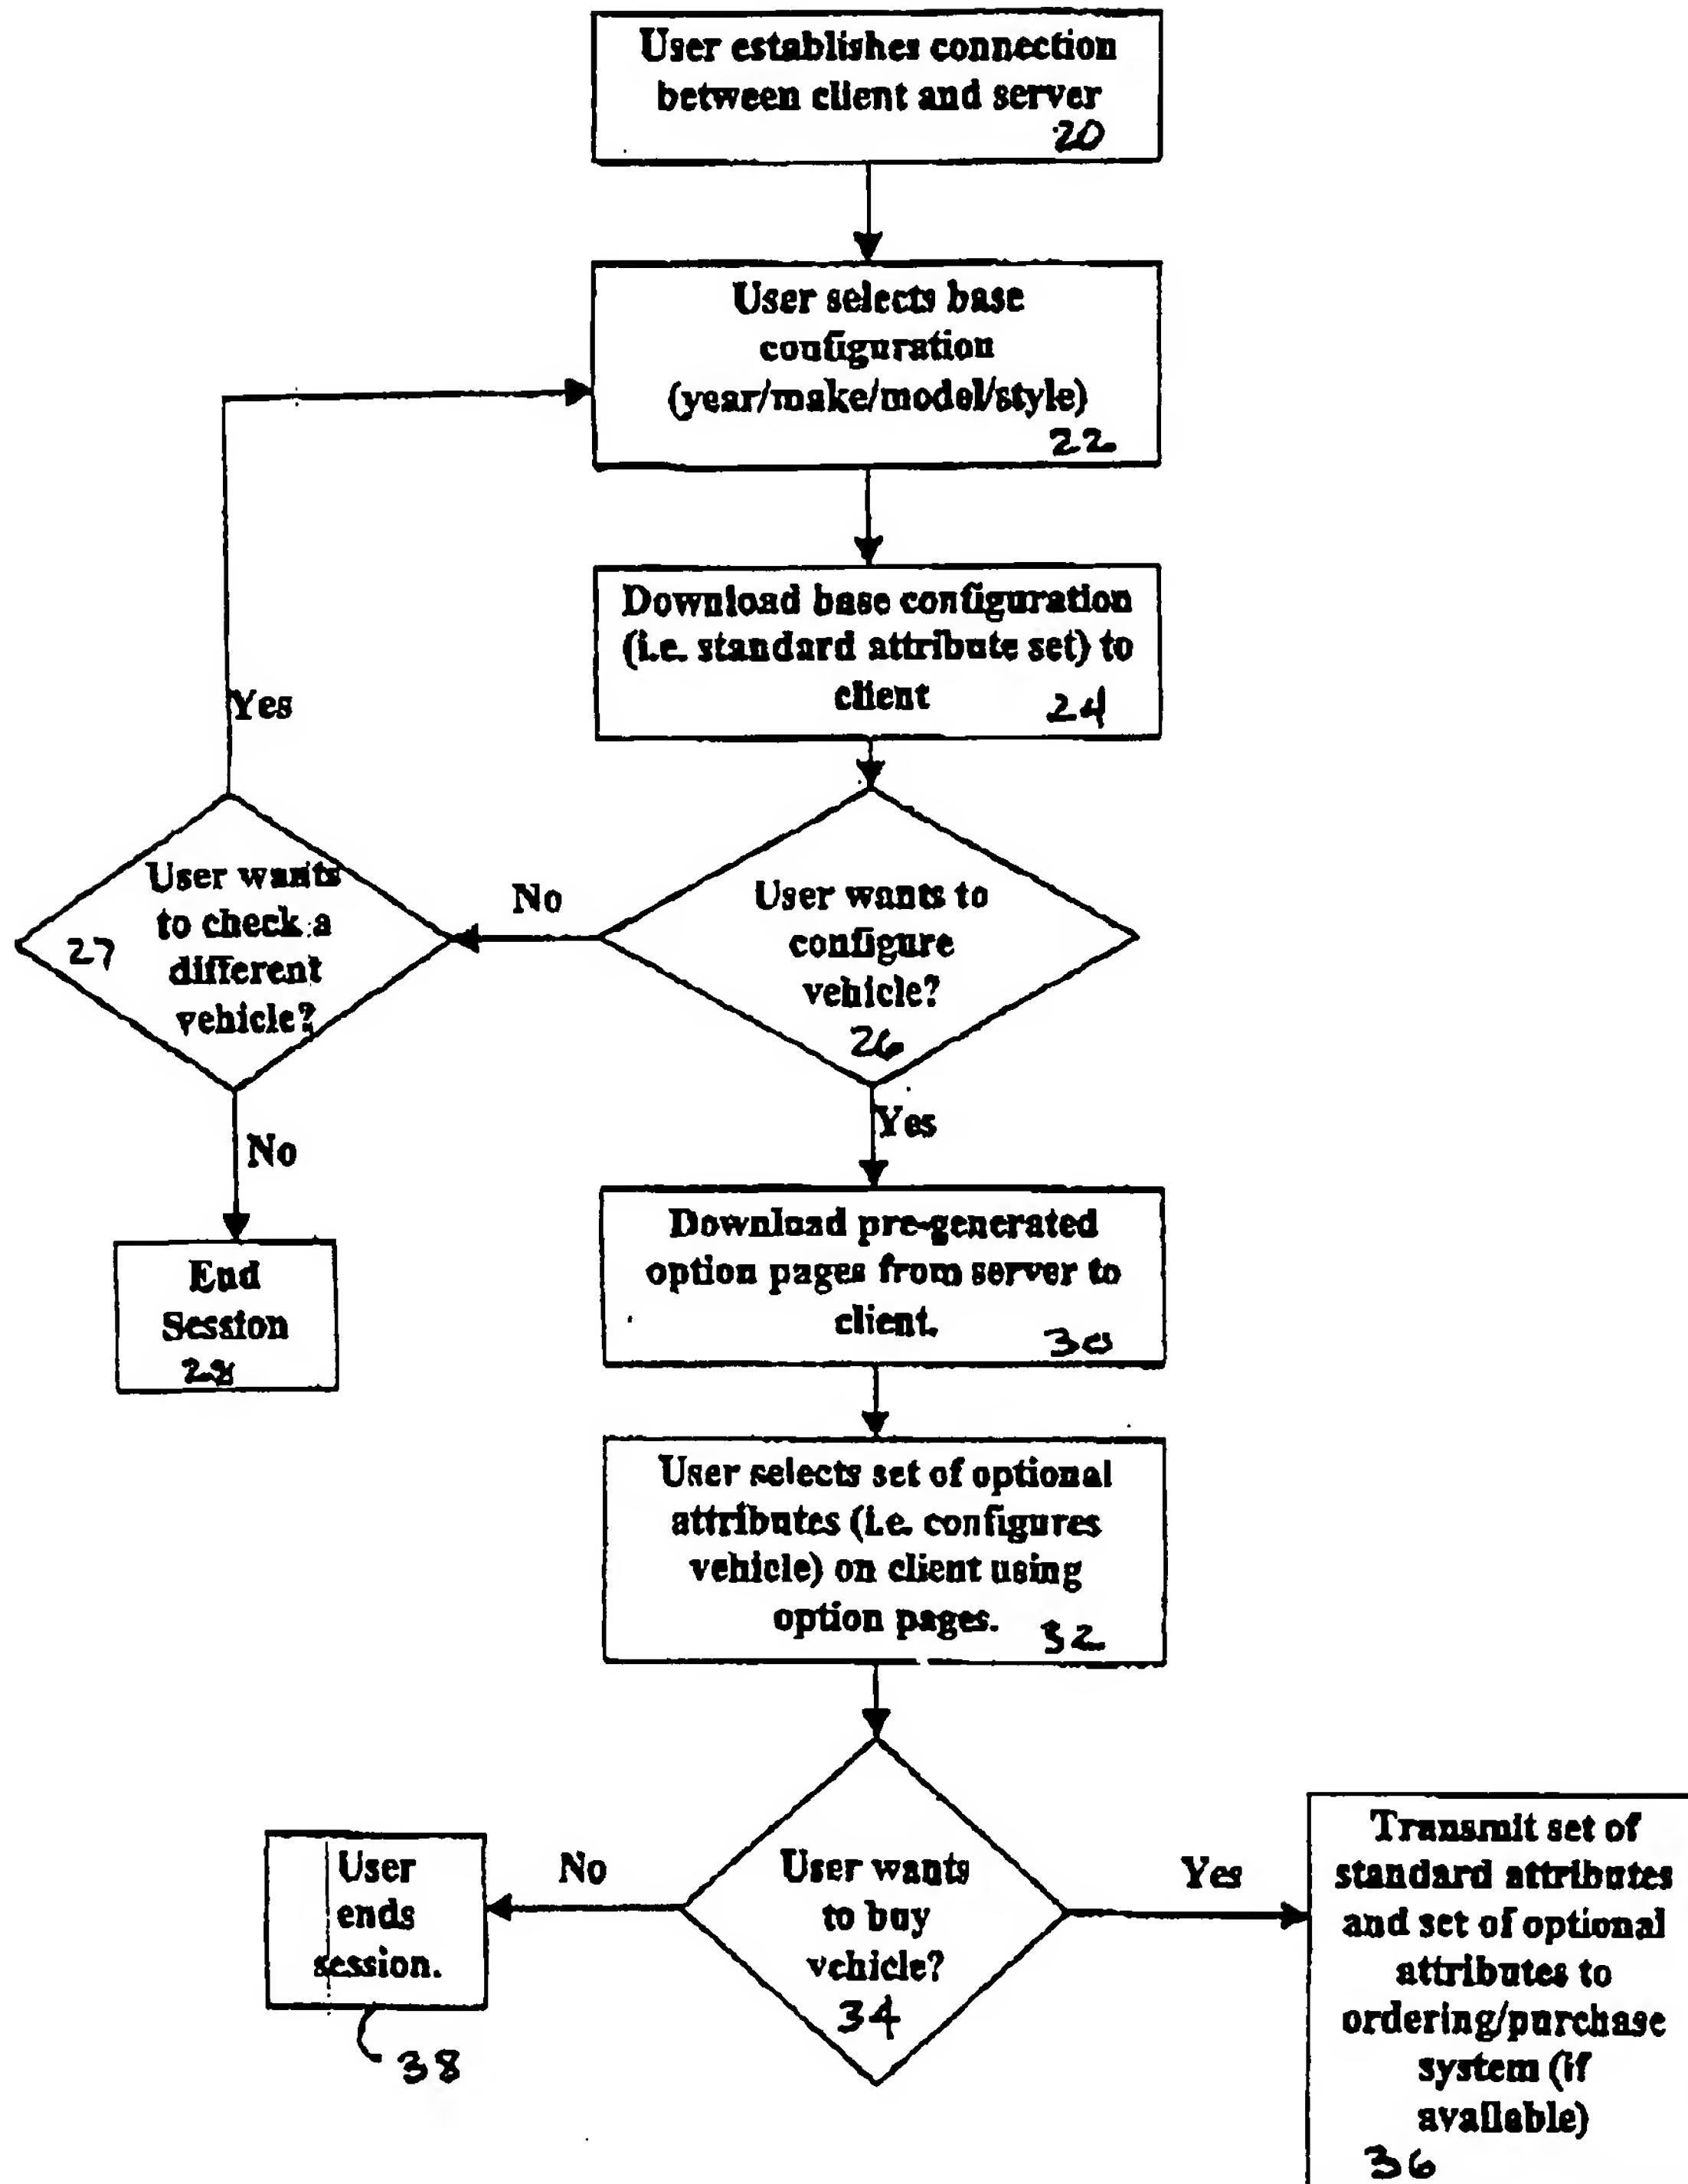 User establishes connection
between client and server
20
User selects base
configuration
(year/make/model/style)
22
Download base configuration
(i.e. standard attribute set) to
client
24
Yes
User wants
to check a
different
vehicle?
27
No
User wants to
configure
vehicle?
26
Yes
No
End
Session
28
Download pre-generated
option pages from server to
client.
30
User selects set of optional
attributes (i.e. configures
vehicle) on client using
option pages.
32
User
ends
session.
38
No
User wants
to buy
vehicle?
34
Yes
Transmit set of
standard attributes
and set of optional
attributes to
ordering/purchase
system (if
available)
36